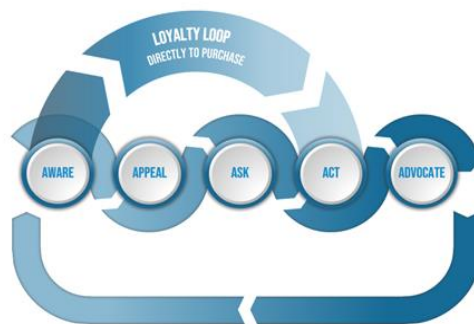 LOYALTY LOOP
DIRECTLY TO PURCHASE
AWARE
APPEAL
ASK
ACT
ADVOCATE